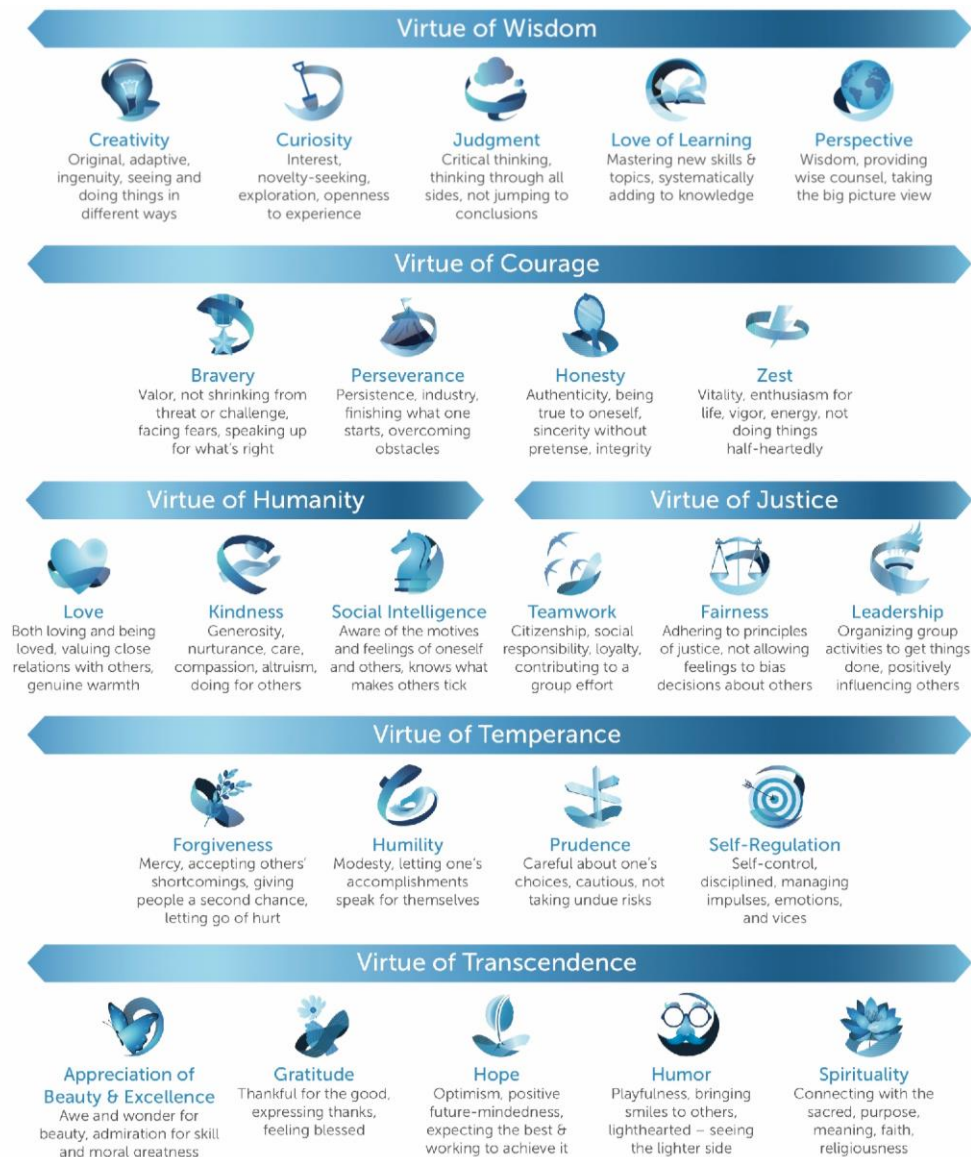 Virtue of Wisdom
Creativity
Original, adaptive,
ingenuity, seeing and
doing things in
different ways
Curiosity
Interest,
novelty-seeking,
exploration, openness
to experience
Judgment
Critical thinking,
thinking through all
sides, not jumping to
conclusions
Love of Learning
Mastering new skills &
topics, systematically
adding to knowledge
Perspective
Wisdom, providing
wise counsel, taking
the big picture view
Virtue of Courage
Bravery
Valor, not shrinking from
threat or challenge,
facing fears, speaking up
for what's right
Perseverance
Persistence, industry,
finishing what one
starts, overcoming
obstacles
Honesty
Authenticity, being
true to oneself,
sincerity without
pretense, integrity
Zest
Vitality, enthusiasm for
life, vigor, energy, not
doing things
half-heartedly
Virtue of Humanity
Love
Both loving and being
loved, valuing close
relations with others,
genuine warmth
Kindness
Generosity,
nurturance, care,
compassion, altruism,
doing for others
Social Intelligence
Aware of the motives
and feelings of oneself
and others, knows what
makes others tick
Virtue of Justice
Teamwork
Citizenship, social
responsibility, loyalty,
contributing to a
group effort
Fairness
Adhering to principles
of justice, not allowing
feelings to bias
decisions about others
Leadership
Organizing group
activities to get things
done, positively
influencing others
Virtue of Temperance
Forgiveness
Mercy, accepting others'
shortcomings, giving
people a second chance,
letting go of hurt
Humility
Modesty, letting one's
accomplishments
speak for themselves
Prudence
Careful about one's
choices, cautious, not
taking undue risks
Self-Regulation
Self-control,
disciplined, managing
impulses, emotions,
and vices
Virtue of Transcendence
Appreciation of
Beauty & Excellence
Awe and wonder for
beauty, admiration for skill
and moral greatness
Gratitude
Thankful for the good,
expressing thanks,
feeling blessed
Hope
Optimism, positive
future-mindedness,
expecting the best &
working to achieve it
Humor
Playfulness, bringing
smiles to others,
lighthearted – seeing
the lighter side
Spirituality
Connecting with the
sacred, purpose,
meaning, faith,
religiousness